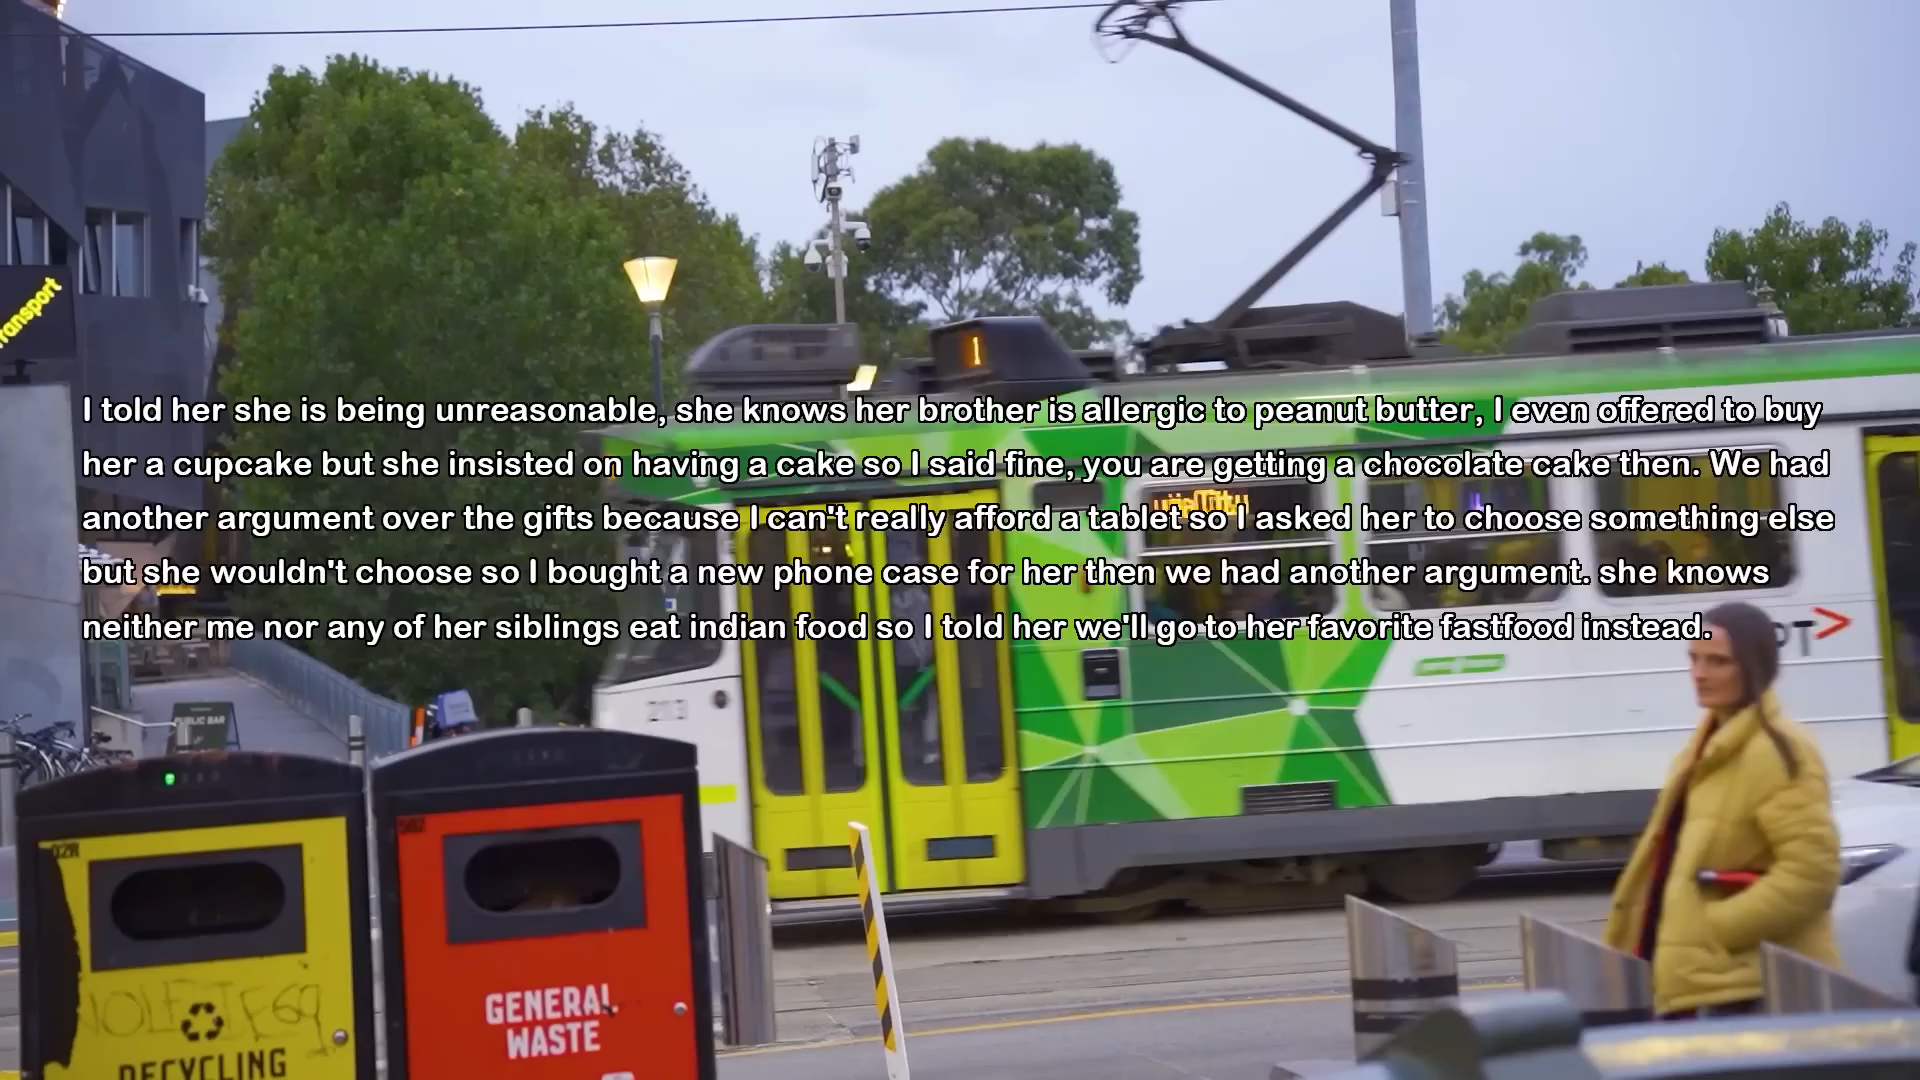 ransport
1
I told her she is being unreasonable, she knows her brother is allergic to peanut butter, I even offered to buy
her a cupcake but she insisted on having a cake so I said fine, you are getting a chocolate cake then. We had
another argument over the gifts because I can't really afford a tablet so I asked her to choose something else
but she wouldn't choose so I bought a new phone case for her then we had another argument. she knows
neither me nor any of her siblings eat indian food so I told her we'll go to her favorite fastfood instead.
PUBLIC BAR
GENERAL
WASTE
RECYCLING